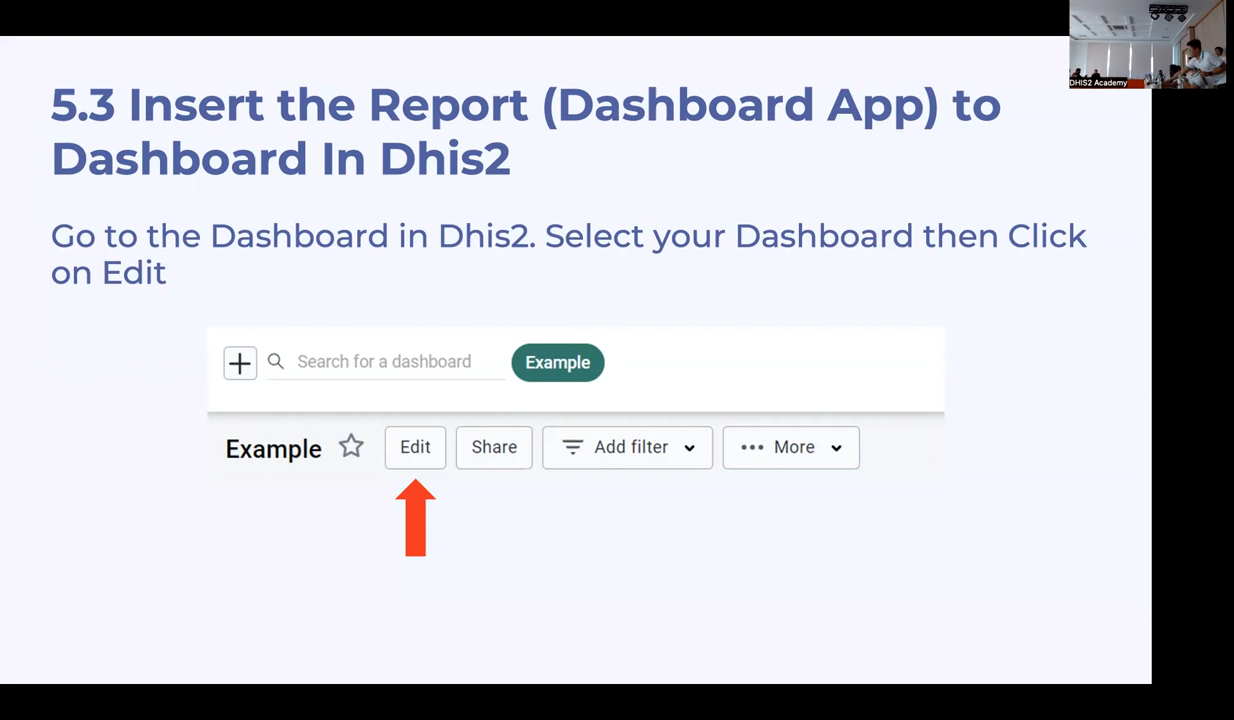 DHIS2 Academy
5.3 Insert the Report (Dashboard App) to
Dashboard In Dhis2
Go to the Dashboard in Dhis2. Select your Dashboard then Click
on Edit
Search for a dashboard Example
Example Edit Share Add filter More